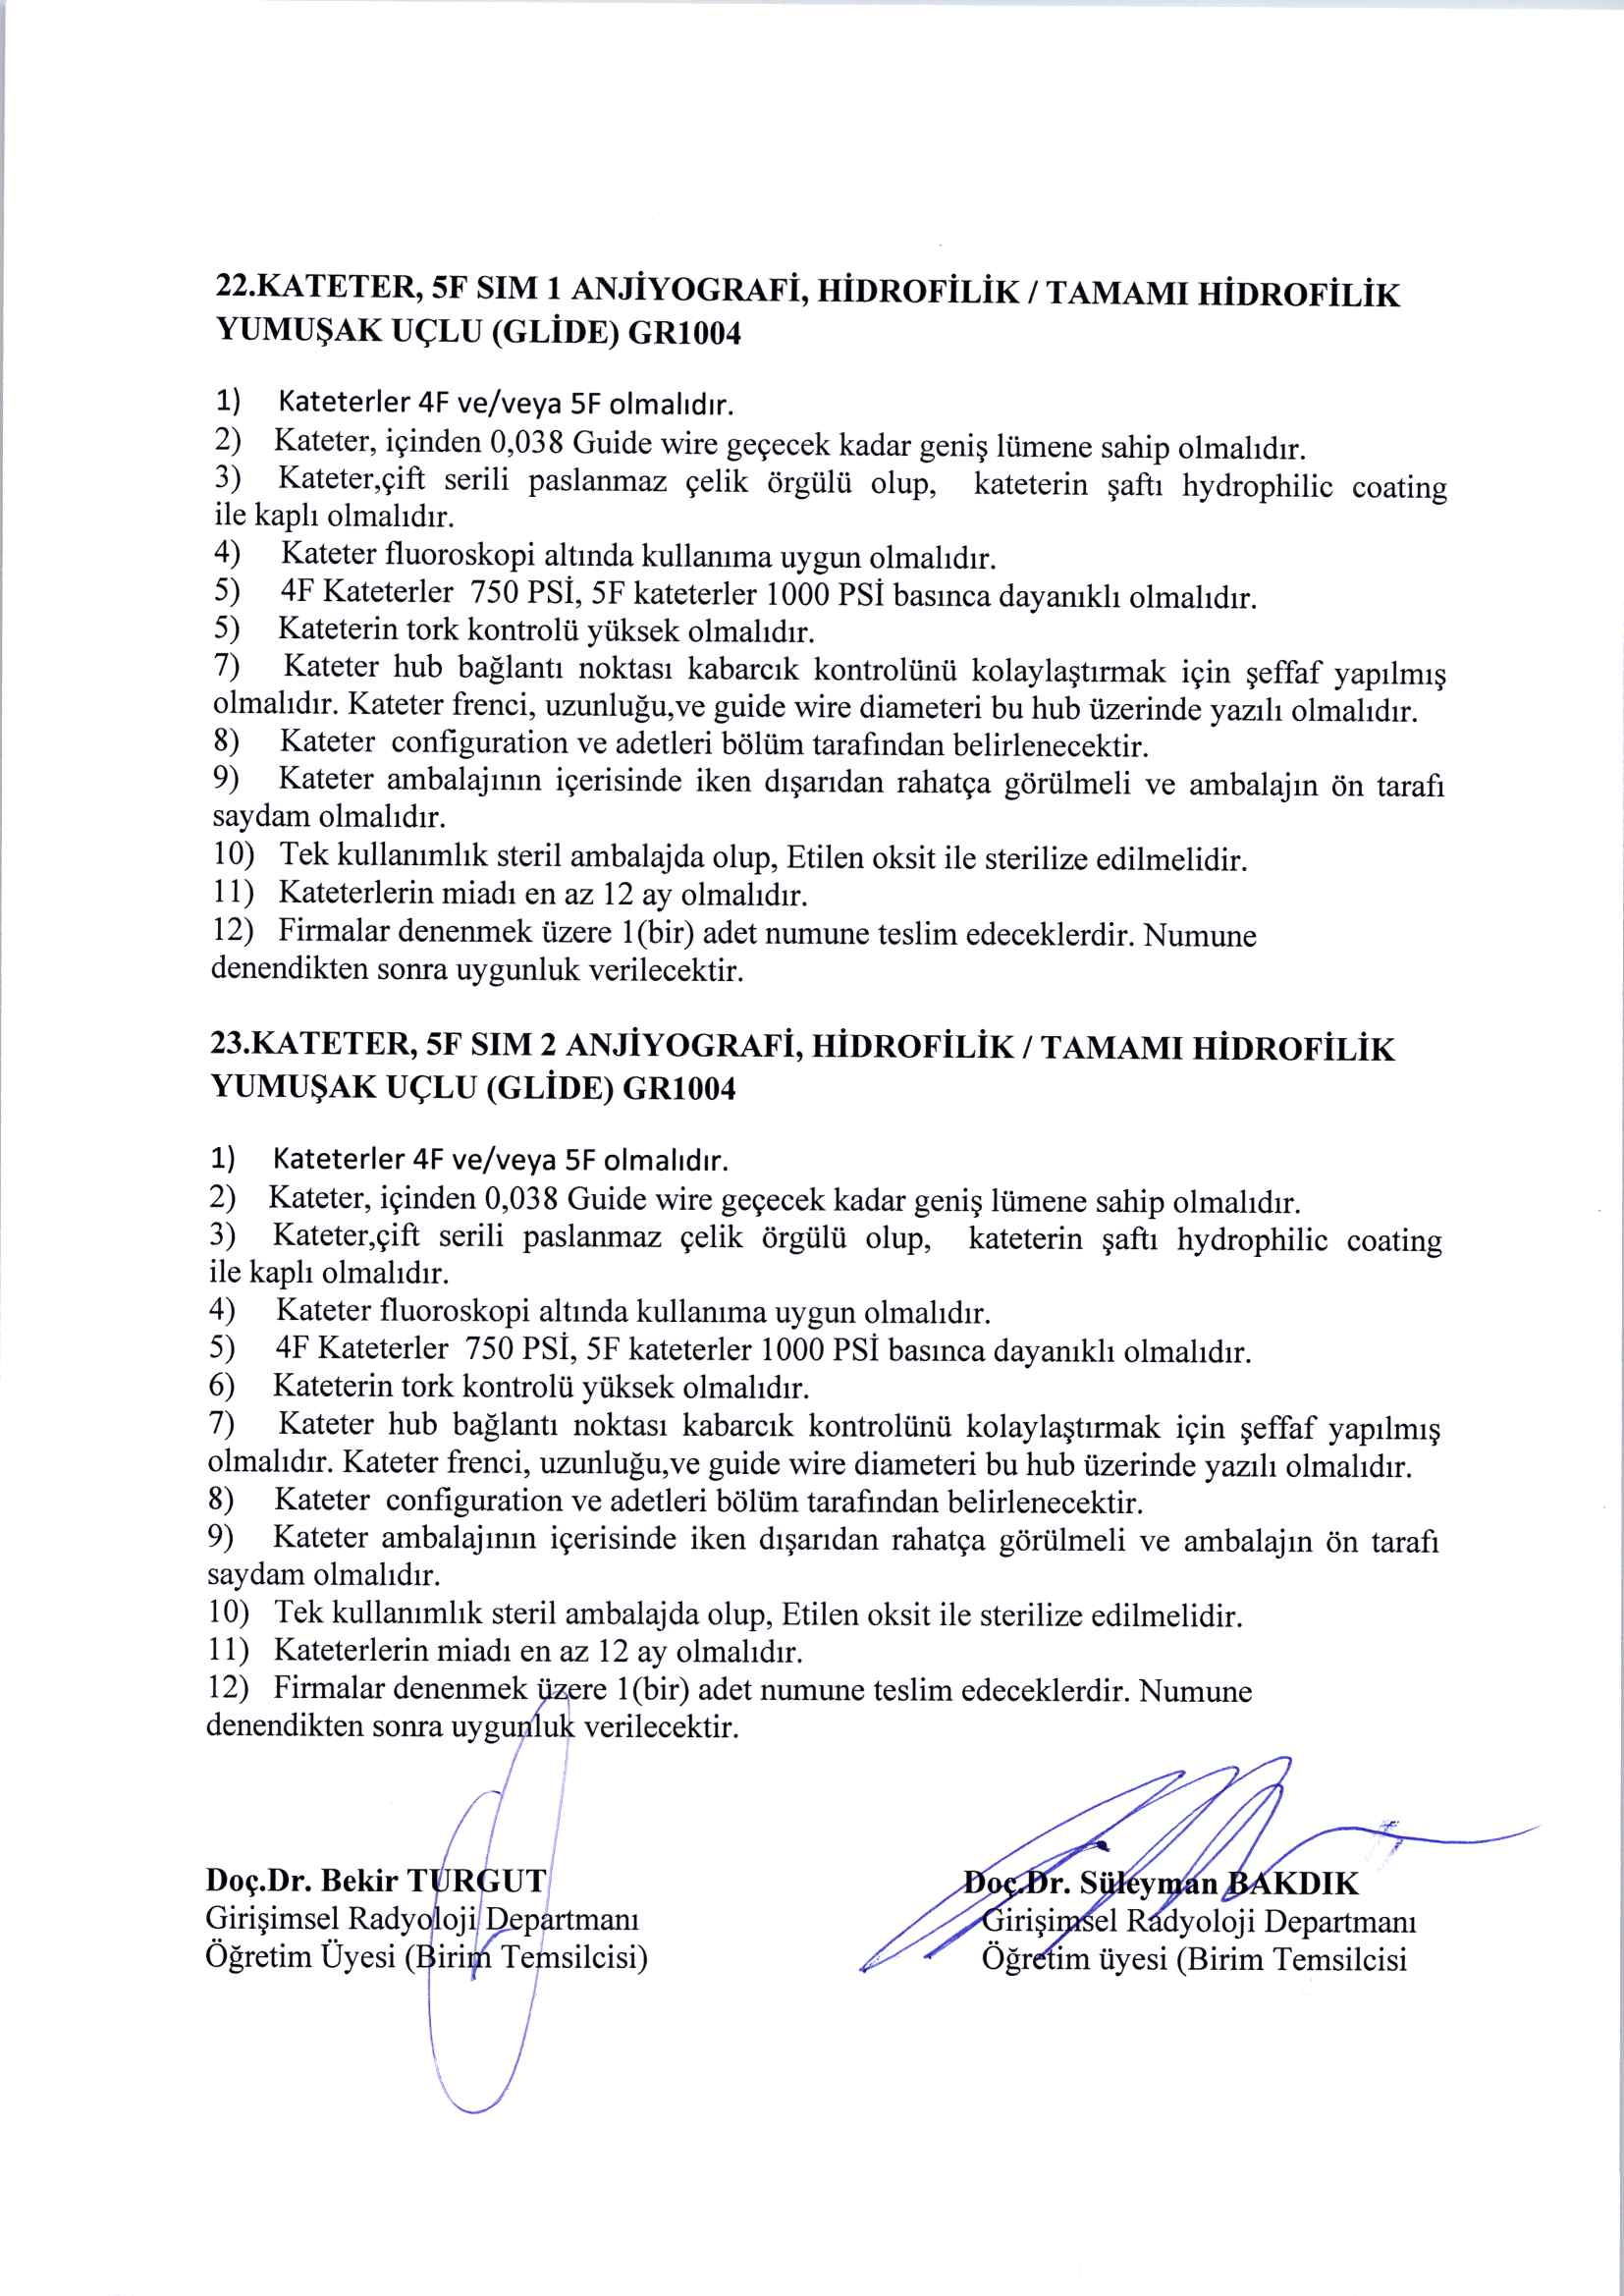 22.KATETER, 5F SIM 1 ANJİYOGRAFİ, HİDROFİLİK / TAMAMI HİDROFİLİK
YUMUŞAK UÇLU (GLİDE) GR1004
1) Kateterler 4F ve/veya 5F olmalıdır.
2) Kateter, içinden 0,038 Guide wire geçecek kadar geniş lümene sahip olmalıdır.
3) Kateter,çift serili paslanmaz çelik örgülü olup, kateterin şaftı hydrophilic coating
ile kaplı olmalıdır.
4) Kateter fluoroskopi altında kullanıma uygun olmalıdır.
5) 4F Kateterler 750 PSİ, 5F kateterler 1000 PSİ basınca dayanıklı olmalıdır.
5) Kateterin tork kontrolü yüksek olmalıdır.
7) Kateter hub bağlantı noktası kabarcık kontrolünü kolaylaştırmak için şeffaf yapılmış
olmalıdır. Kateter frenci, uzunluğu,ve guide wire diameteri bu hub üzerinde yazılı olmalıdır.
8) Kateter configuration ve adetleri bölüm tarafından belirlenecektir.
9) Kateter ambalajının içerisinde iken dışarıdan rahatça görülmeli ve ambalajın ön tarafı
saydam olmalıdır.
10) Tek kullanımlık steril ambalajda olup, Etilen oksit ile sterilize edilmelidir.
11) Kateterlerin miadı en az 12 ay olmalıdır.
12) Firmalar denenmek üzere 1(bir) adet numune teslim edeceklerdir. Numune
denendikten sonra uygunluk verilecektir.
23.KATETER, 5F SIM 2 ANJİYOGRAFİ, HİDROFİLİK / TAMAMI HİDROFİLİK
YUMUŞAK UÇLU (GLİDE) GR1004
1) Kateterler 4F ve/veya 5F olmalıdır.
2) Kateter, içinden 0,038 Guide wire geçecek kadar geniş lümene sahip olmalıdır.
3) Kateter,çift serili paslanmaz çelik örgülü olup, kateterin şaftı hydrophilic coating
ile kaplı olmalıdır.
4) Kateter fluoroskopi altında kullanıma uygun olmalıdır.
5) 4F Kateterler 750 PSİ, 5F kateterler 1000 PSİ basınca dayanıklı olmalıdır.
6) Kateterin tork kontrolü yüksek olmalıdır.
7) Kateter hub bağlantı noktası kabarcık kontrolünü kolaylaştırmak için şeffaf yapılmış
olmalıdır. Kateter frenci, uzunluğu,ve guide wire diameteri bu hub üzerinde yazılı olmalıdır.
8) Kateter configuration ve adetleri bölüm tarafından belirlenecektir.
9) Kateter ambalajının içerisinde iken dışarıdan rahatça görülmeli ve ambalajın ön tarafı
saydam olmalıdır.
10) Tek kullanımlık steril ambalajda olup, Etilen oksit ile sterilize edilmelidir.
11) Kateterlerin miadı en az 12 ay olmalıdır.
12) Firmalar denenmek üzere 1(bir) adet numune teslim edeceklerdir. Numune
denendikten sonra uygunluk verilecektir.
Doç.Dr. Bekir TURGUT
Girişimsel Radyoloji Departmanı
Öğretim Üyesi (Birim Temsilcisi)
Doç.Dr. Süleyman BAKDIK
Girişimsel Radyoloji Departmanı
Öğretim üyesi (Birim Temsilcisi